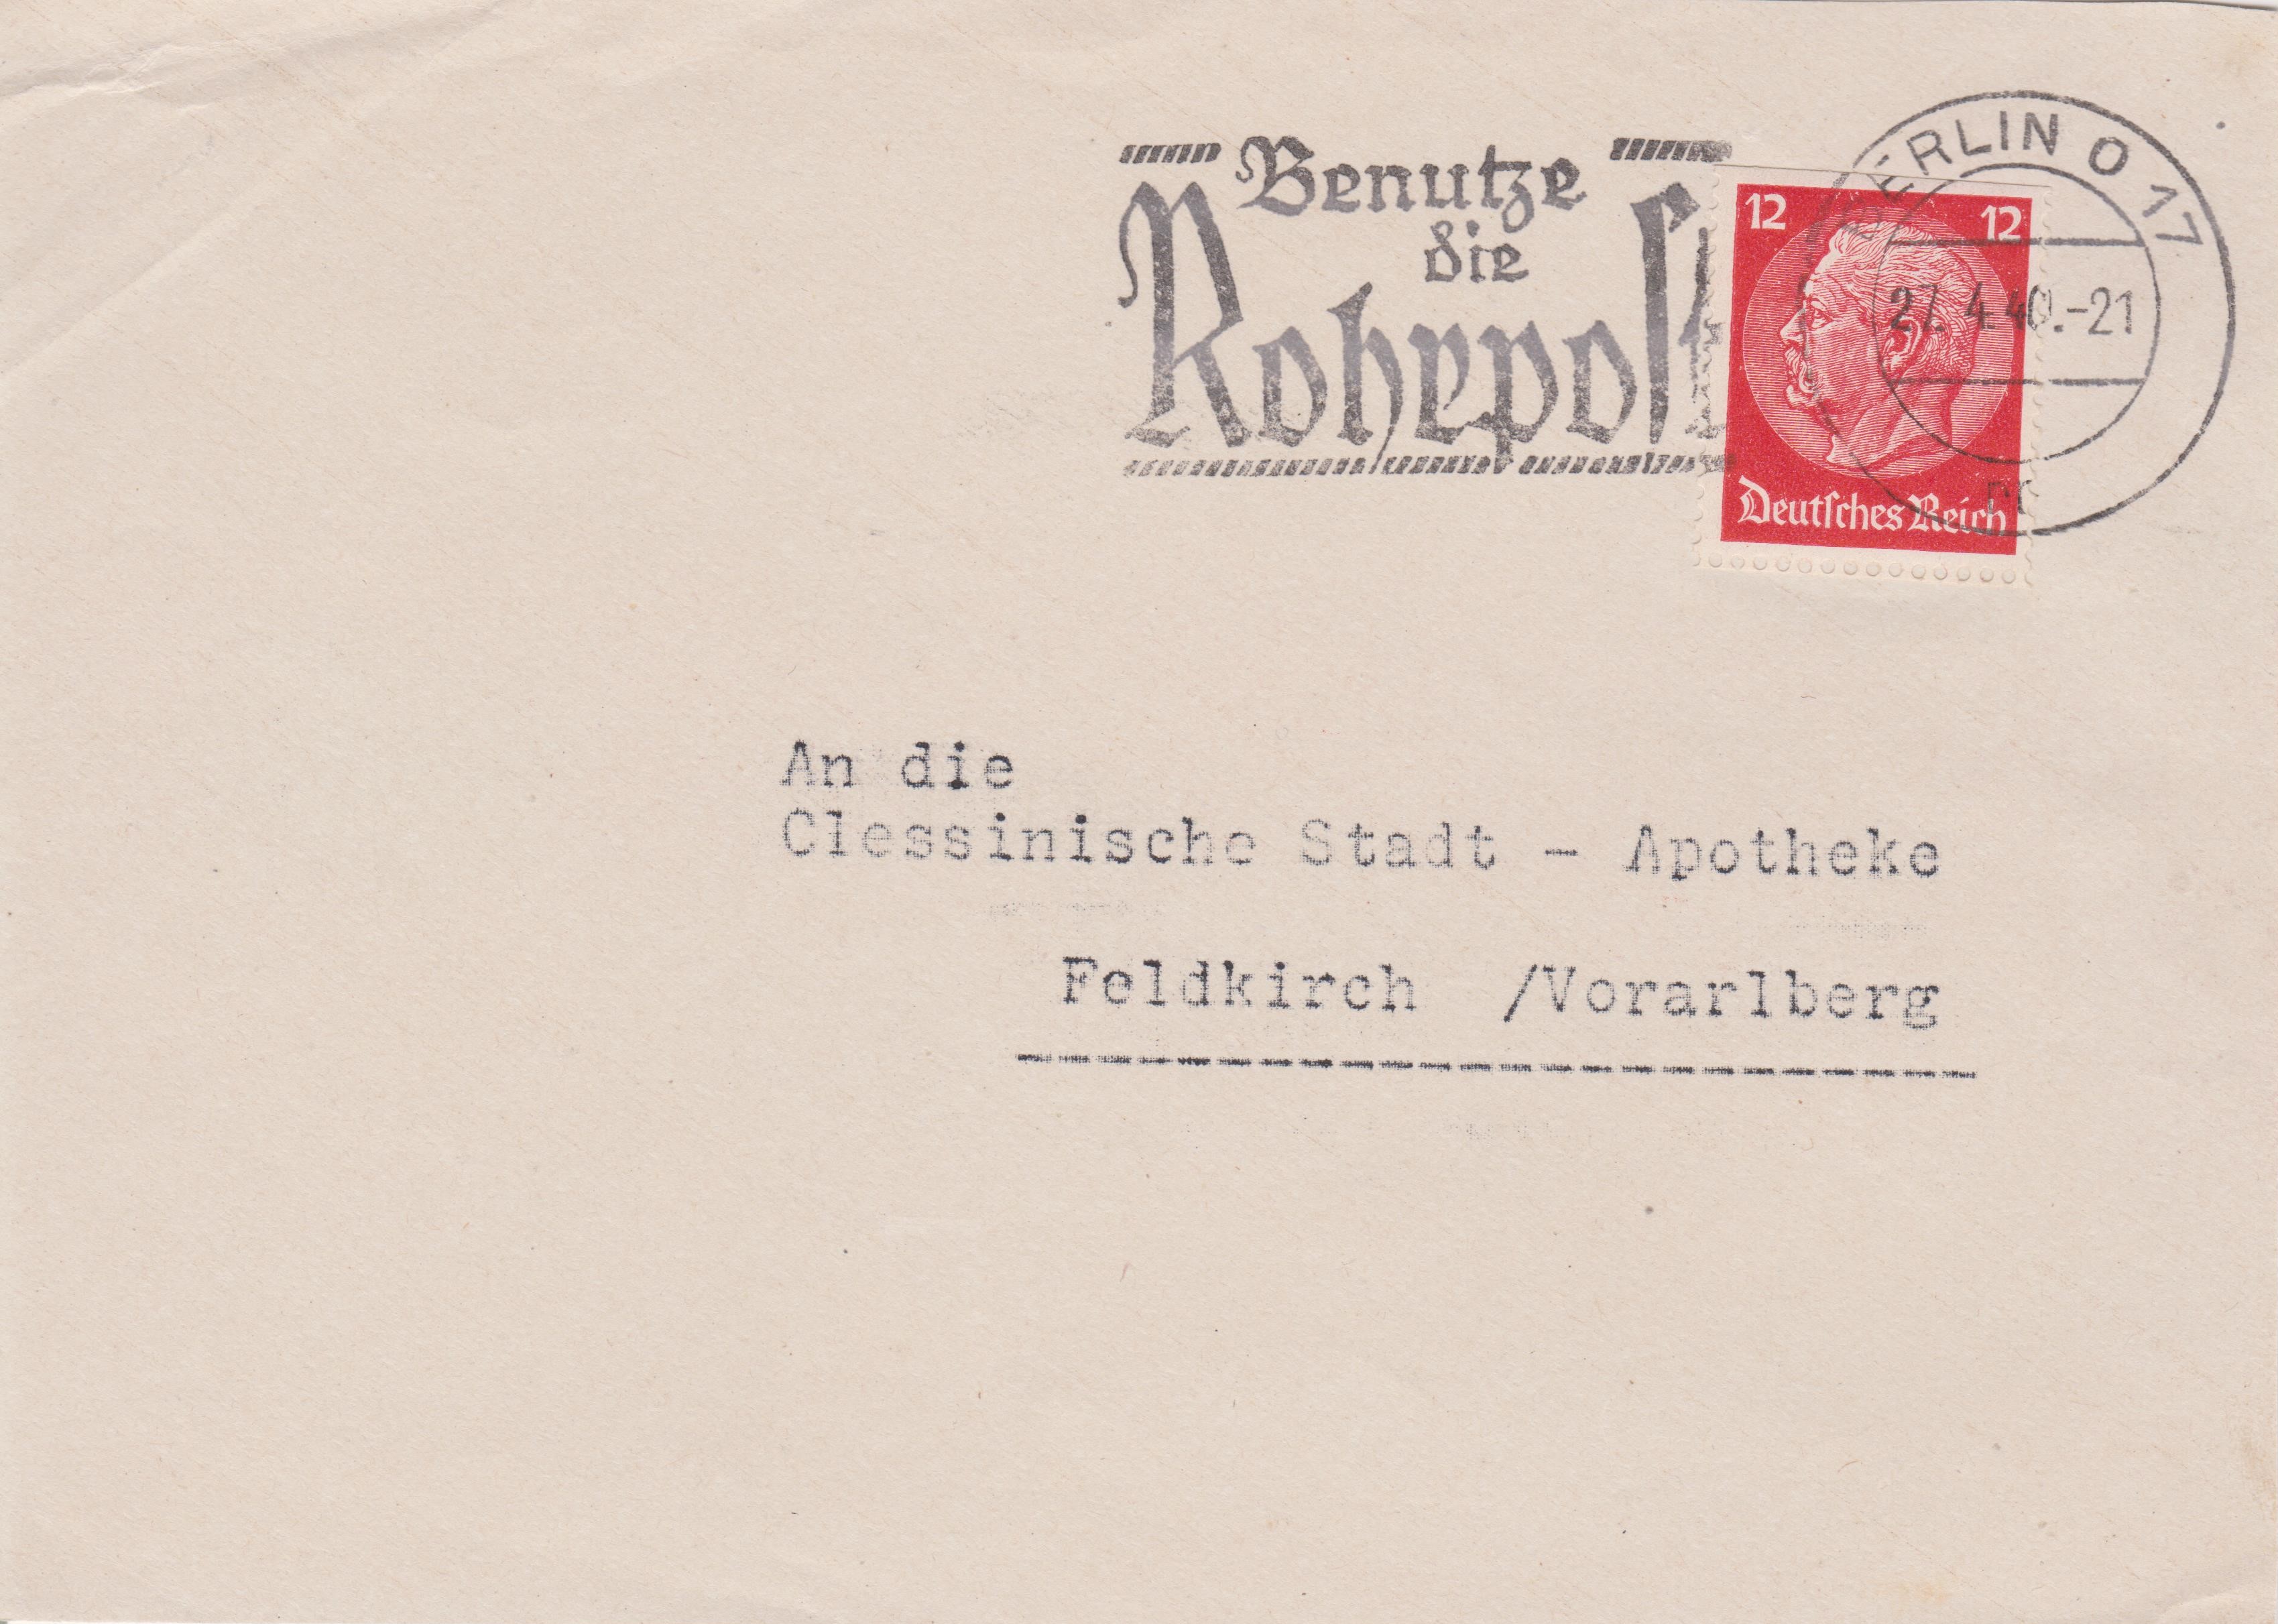 Benutze
die
Rohrpost
BERLIN O 17
27.4.40.-21
12 12
Deutsches Reich
An die
Clessinische Stadt - Apotheke
Feldkirch /Vorarlberg